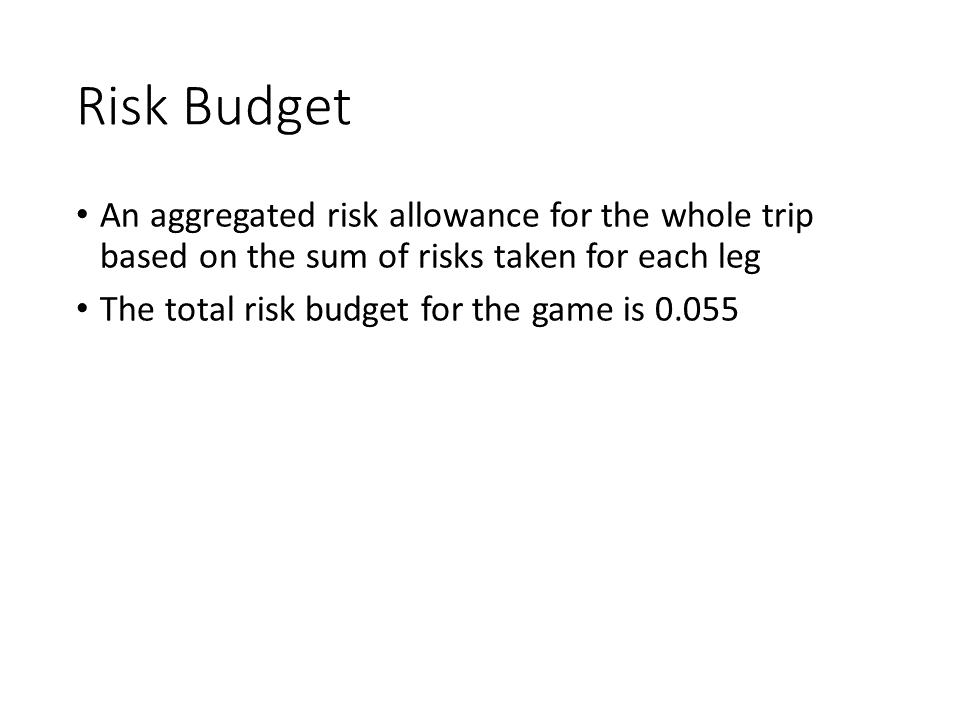 Risk Budget
• An aggregated risk allowance for the whole trip
based on the sum of risks taken for each leg
• The total risk budget for the game is 0.055